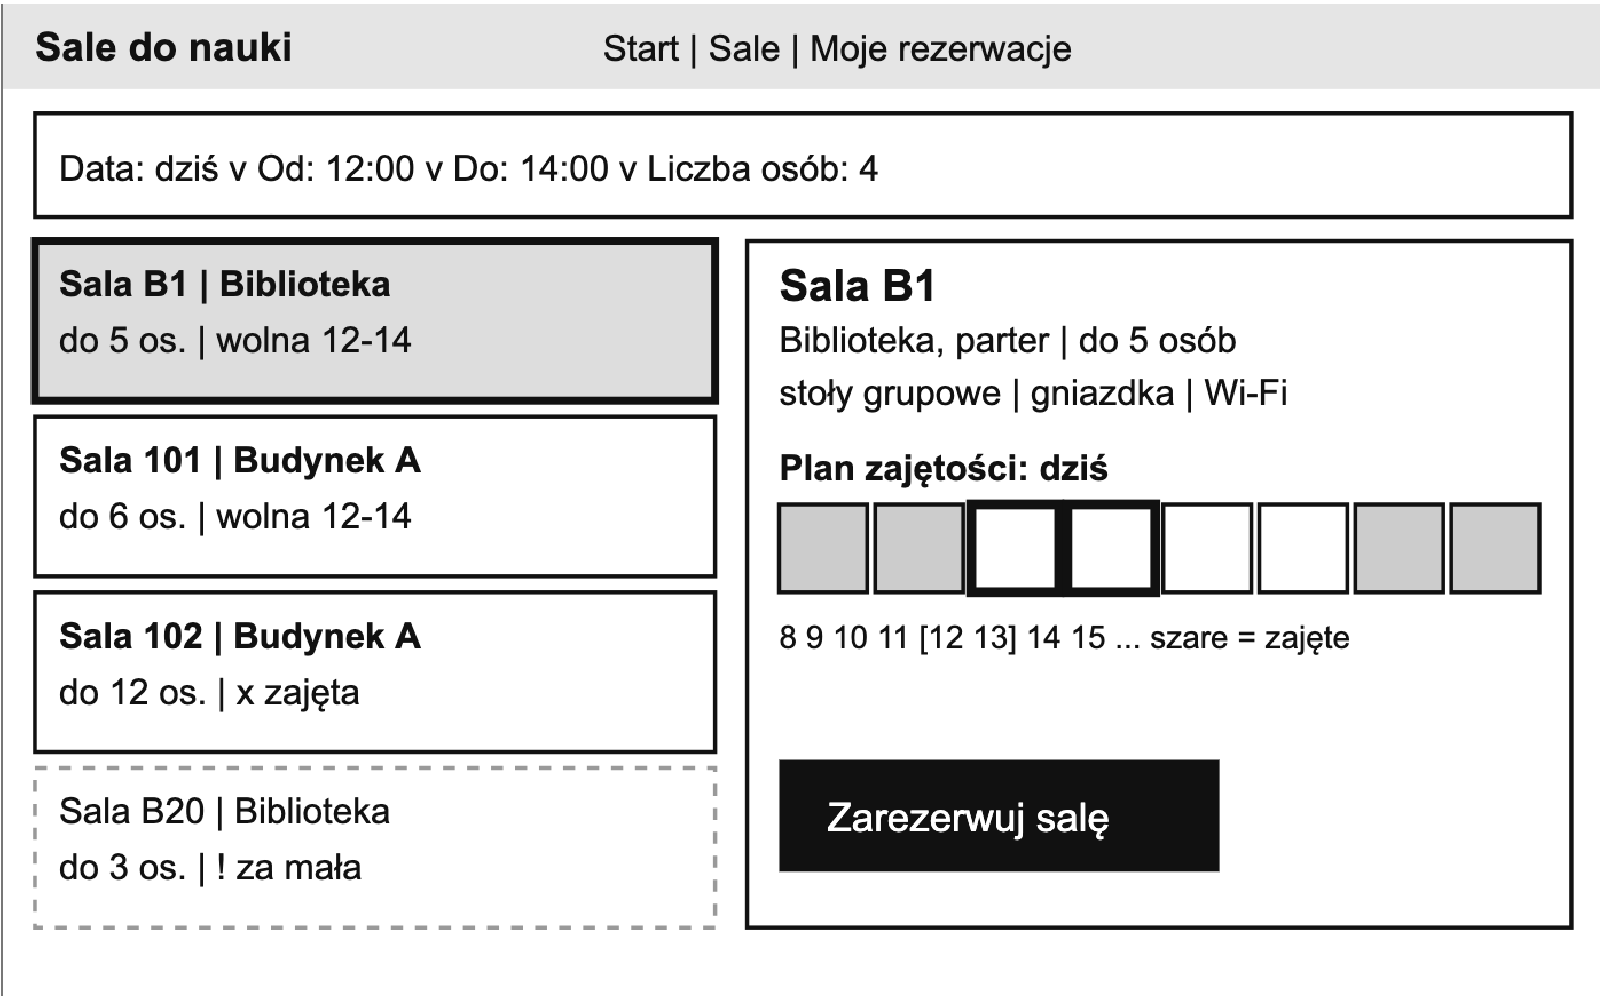 Sale do nauki
Start | Sale | Moje rezerwacje
Data: dziś v Od: 12:00 v Do: 14:00 v Liczba osób: 4
Sala B1 | Biblioteka
do 5 os. | wolna 12-14
Sala 101 | Budynek A
do 6 os. | wolna 12-14
Sala 102 | Budynek A
do 12 os. | x zajęta
Sala B20 | Biblioteka
do 3 os. | ! za mała
Sala B1
Biblioteka, parter | do 5 osób
stoły grupowe | gniazdka | Wi-Fi
Plan zajętości: dziś
8 9 10 11 [12 13] 14 15 ... szare = zajęte
Zarezerwuj salę